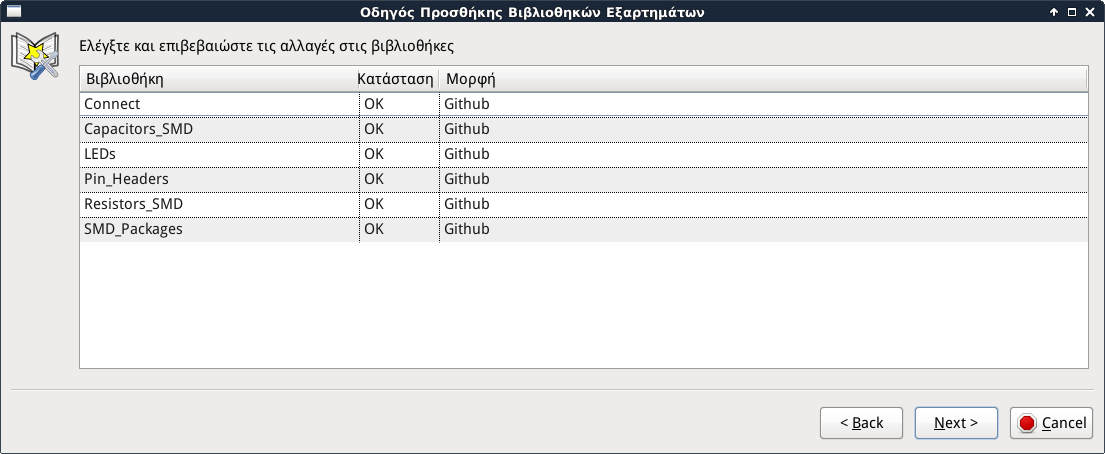 Οδηγός Προσθήκης Βιβλιοθηκών Εξαρτημάτων
Ελέγξτε και επιβεβαιώστε τις αλλαγές στις βιβλιοθήκες
Βιβλιοθήκη Κατάσταση Μορφή
Connect OK Github
Capacitors_SMD OK Github
LEDs OK Github
Pin_Headers OK Github
Resistors_SMD OK Github
SMD_Packages OK Github
< Back Next > Cancel